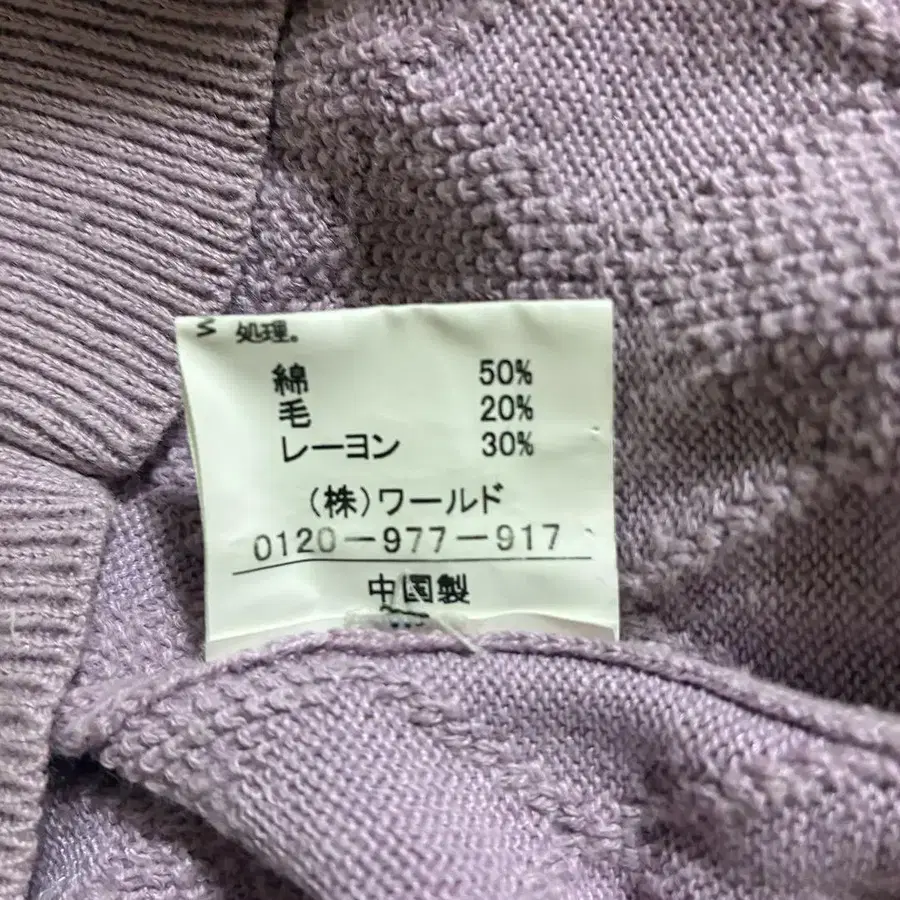 処理。
綿 50%
毛 20%
レーヨン 30%
(株)ワールド
0120-977-917
中国製